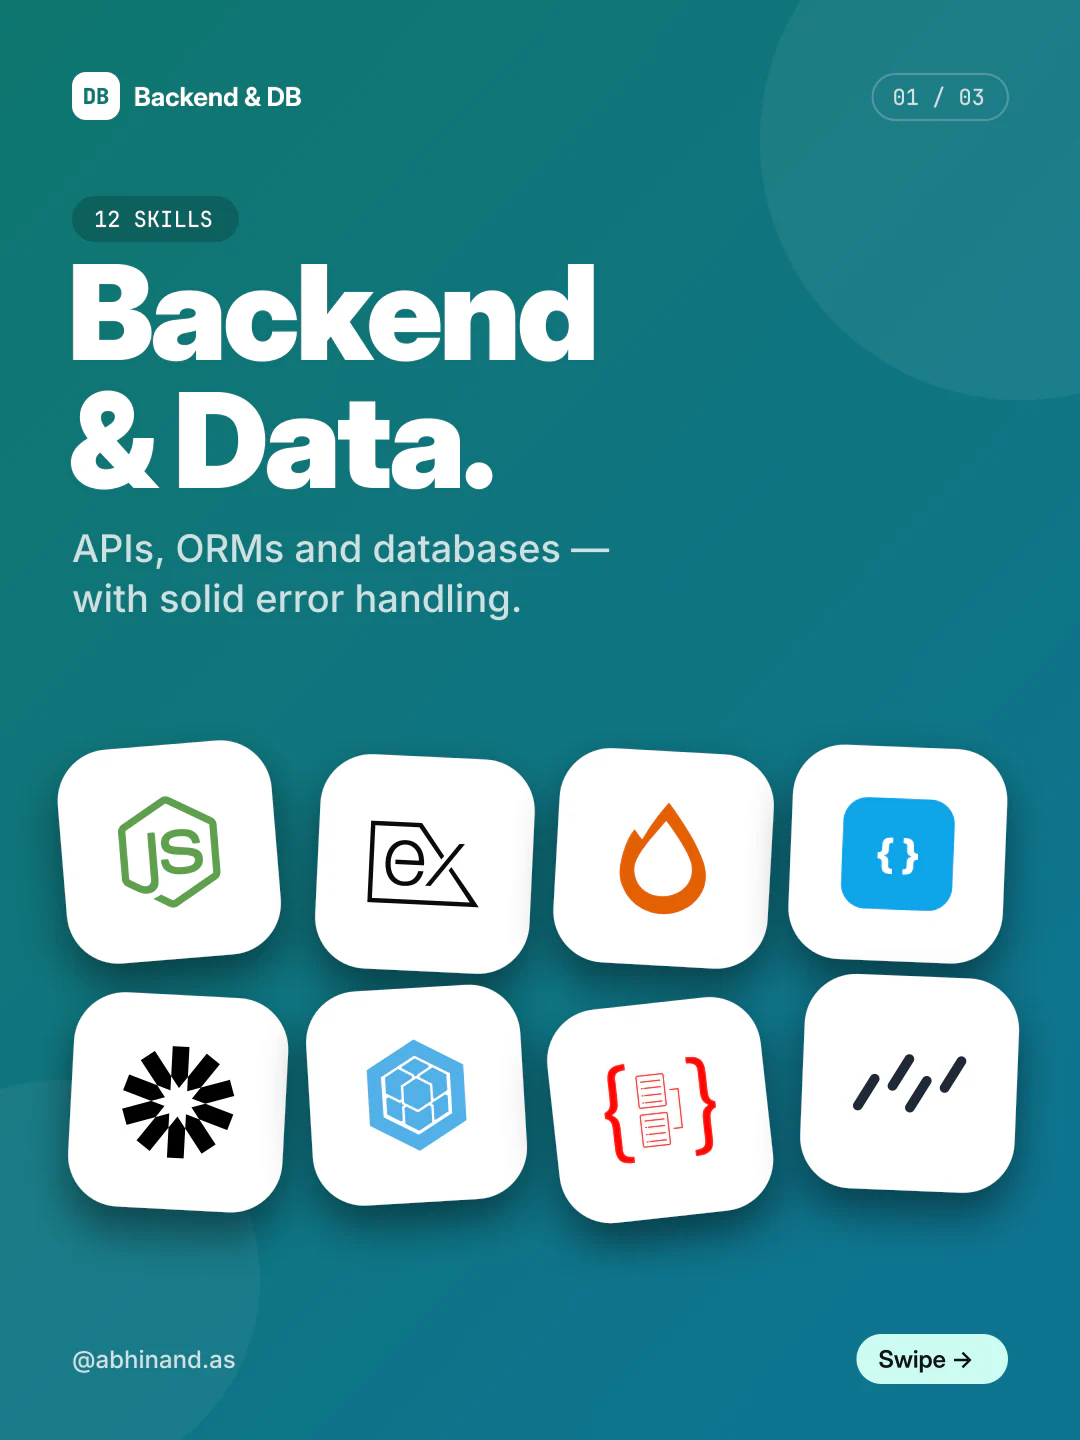 DB Backend & DB
01 / 03
12 SKILLS
Backend
& Data.
APIs, ORMs and databases —
with solid error handling.
JS
ex
{ }
{ }
@abhinand.as
Swipe →